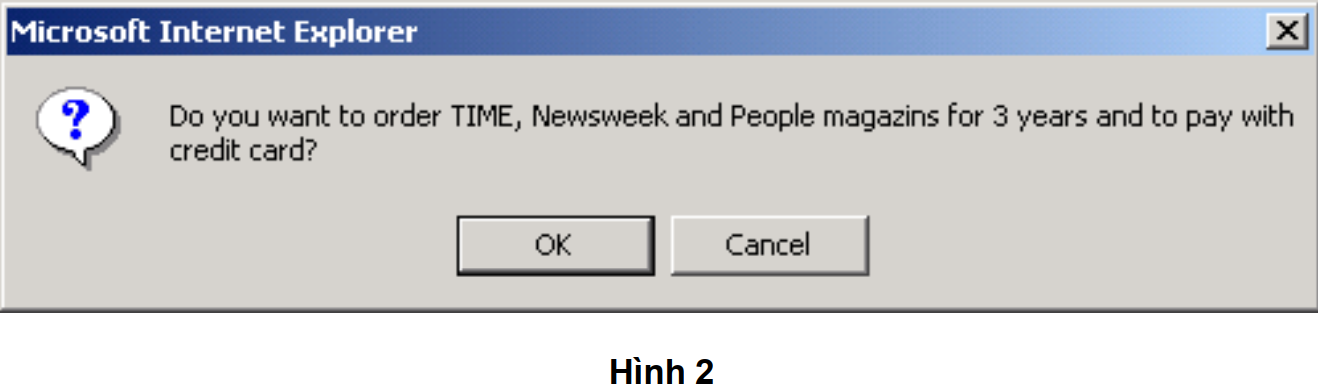 Microsoft Internet Explorer
Do you want to order TIME, Newsweek and People magazins for 3 years and to pay with
credit card?
OK
Cancel
Hình 2